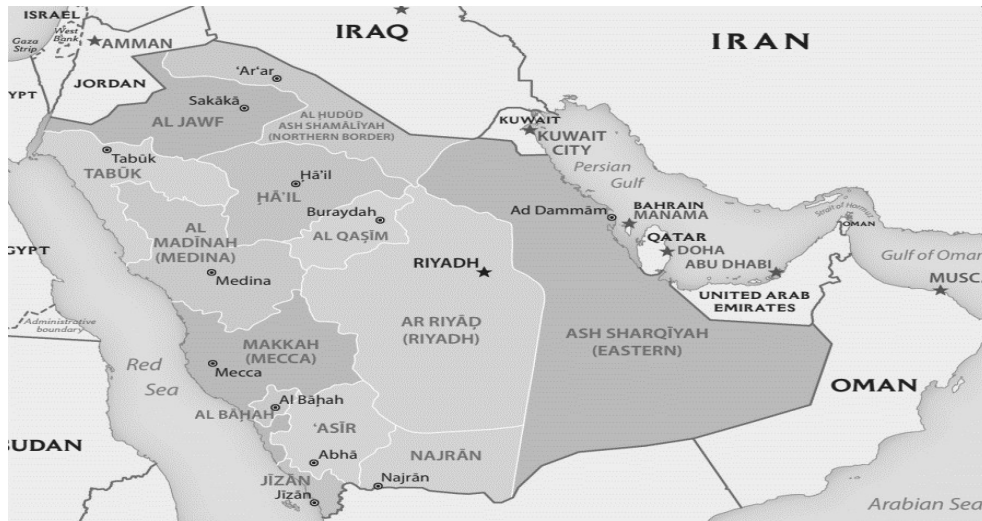 ISRAEL
West
Bank
Gaza
Strip
AMMAN
JORDAN
IRAQ
IRAN
YPT
‘Ar‘ar
Sakākā
AL JAWF
AL ḤUDŪD
ASH SHAMĀLĪYAH
(NORTHERN BORDER)
KUWAIT
KUWAIT
CITY
Persian
Gulf
Tabūk
TABŪK
Ḥā’il
ḤĀ’IL
Buraydah
AL QAṢĪM
Ad Dammām
BAHRAIN
MANAMA
Strait of Hormuz
OMAN
QATAR
DOHA
ABU DHABI
Gulf of Oman
MUSC
AL
MADĪNAH
(MEDINA)
Medina
GYPT
RIYADH
UNITED ARAB
EMIRATES
Administrative
boundary
AR RIYĀḐ
(RIYADH)
ASH SHARQĪYAH
(EASTERN)
MAKKAH
(MECCA)
Mecca
Red
Sea
OMAN
Al Bāḥah
AL BĀḤAH
‘ASĪR
Abhā
NAJRĀN
Najrān
JĪZĀN
Jīzān
SUDAN
Arabian Sea